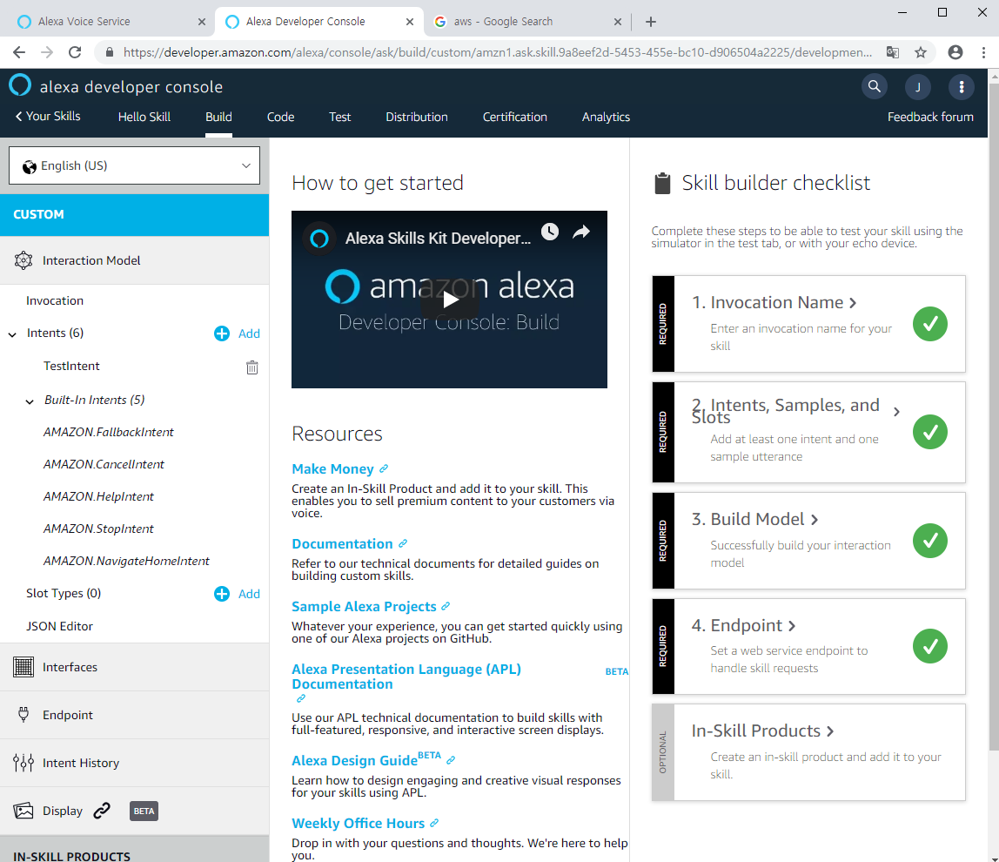 Alexa Voice Service
Alexa Developer Console
aws - Google Search
https://developer.amazon.com/alexa/console/ask/build/custom/amzn1.ask.skill.9a8eef2d-5453-455e-bc10-d906504a2225/developmen...
alexa developer console
J
Your Skills
Hello Skill
Build
Code
Test
Distribution
Certification
Analytics
Feedback forum
English (US)
CUSTOM
Interaction Model
Invocation
Intents (6)
Add
TestIntent
Built-In Intents (5)
AMAZON.FallbackIntent
AMAZON.CancelIntent
AMAZON.HelpIntent
AMAZON.StopIntent
AMAZON.NavigateHomeIntent
Slot Types (0)
Add
JSON Editor
Interfaces
Endpoint
Intent History
Display
BETA
IN-SKILL PRODUCTS
How to get started
Alexa Skills Kit Developer...
amazon alexa
Developer Console: Build
Resources
Make Money
Create an In-Skill Product and add it to your skill. This
enables you to sell premium content to your customers via
voice.
Documentation
Refer to our technical documents for detailed guides on
building custom skills.
Sample Alexa Projects
Whatever your experience, you can get started quickly using
one of our Alexa projects on GitHub.
Alexa Presentation Language (APL)
Documentation
BETA
Use our APL technical documentation to build skills with
full-featured, responsive, and interactive screen displays.
Alexa Design Guide BETA
Learn how to design engaging and creative visual responses
for your skills using APL.
Weekly Office Hours
Drop in with your questions and thoughts. We're here to help
you.
Skill builder checklist
Complete these steps to be able to test your skill using the
simulator in the test tab, or with your echo device.
REQUIRED
1. Invocation Name
Enter an invocation name for your
skill
REQUIRED
2. Intents, Samples, and
Slots
Add at least one intent and one
sample utterance
REQUIRED
3. Build Model
Successfully build your interaction
model
REQUIRED
4. Endpoint
Set a web service endpoint to
handle skill requests
OPTIONAL
In-Skill Products
Create an in-skill product and add it to your
skill.